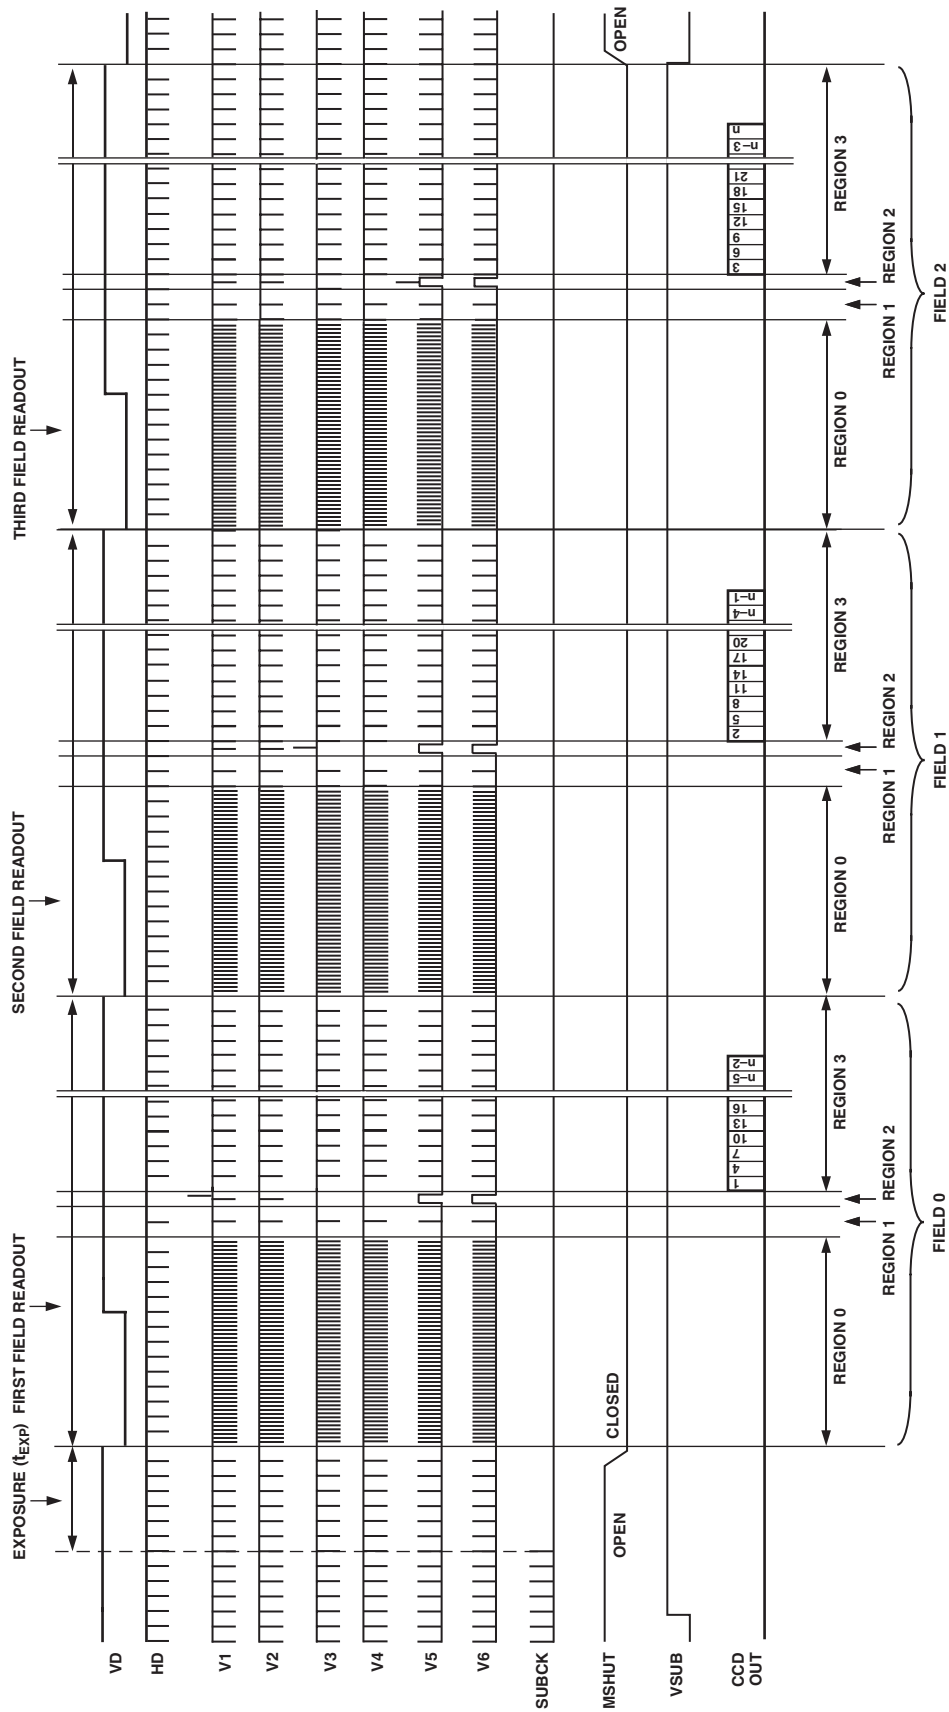 EXPOSURE (tEXP)
FIRST FIELD READOUT
SECOND FIELD READOUT
THIRD FIELD READOUT
VD
HD
V1
V2
V3
V4
V5
V6
SUBCK
MSHUT
OPEN
CLOSED
OPEN
VSUB
CCD
OUT
1 4 7 10 13 16 n–5 n–2
2 5 8 11 14 17 20 n–4 n–1
3 6 9 12 15 18 21 n–3 n
REGION 0
REGION 3
REGION 0
REGION 3
REGION 0
REGION 3
REGION 1
REGION 2
REGION 1
REGION 2
REGION 1
REGION 2
FIELD 0
FIELD 1
FIELD 2